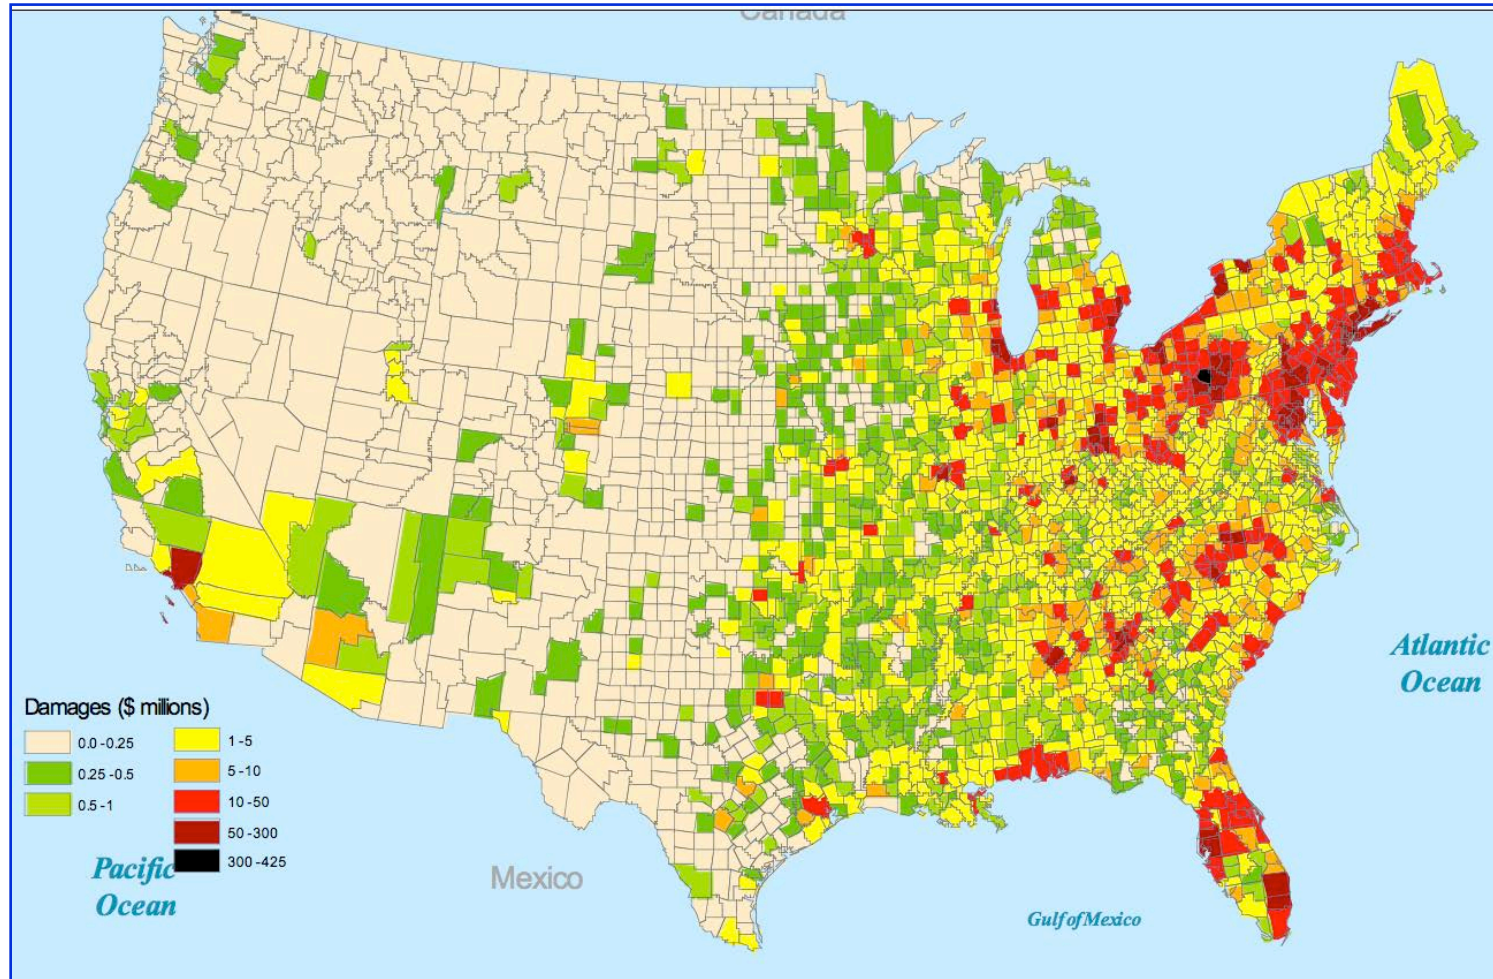 Canada
Atlantic
Ocean
Damages ($ millions)
0.0 -0.25
0.25 -0.5
0.5 -1
1 -5
5 -10
10 -50
50 -300
300 -425
Pacific
Ocean
Mexico
Gulf of Mexico